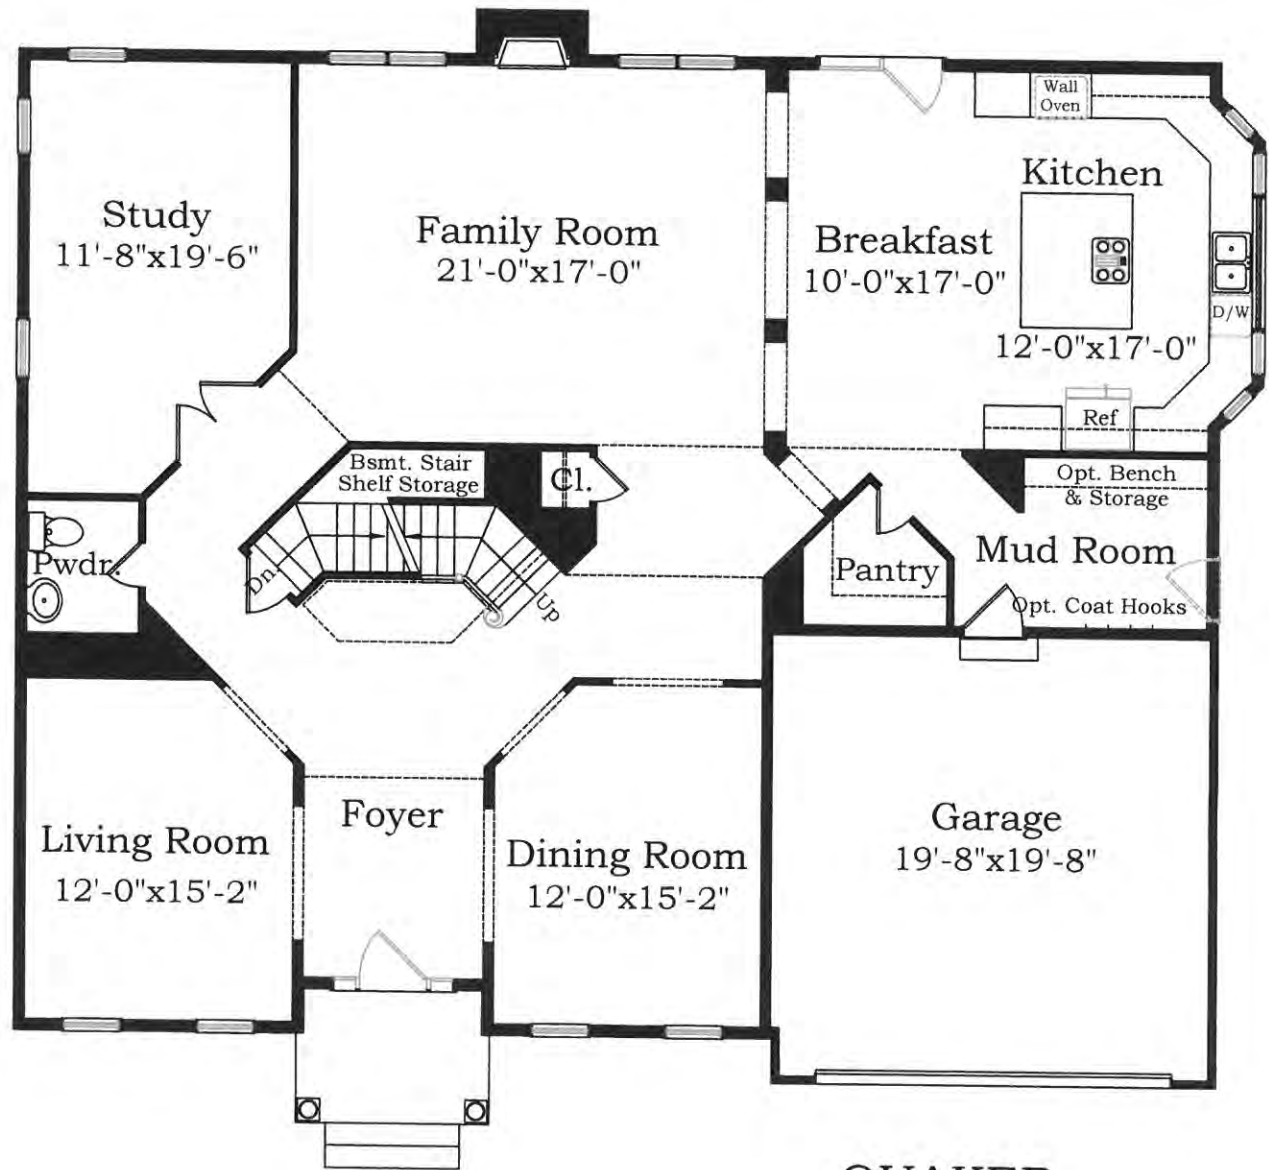 Wall
Oven
Kitchen
Study
11'-8"x19'-6"
Family Room
21'-0"x17'-0"
Breakfast
10'-0"x17'-0"
D/W
12'-0"x17'-0"
Ref
Bsmt. Stair
Shelf Storage
Cl.
Opt. Bench
& Storage
Pwdr.
Dn
Up
Pantry
Mud Room
Opt. Coat Hooks
Foyer
Living Room
12'-0"x15'-2"
Dining Room
12'-0"x15'-2"
Garage
19'-8"x19'-8"